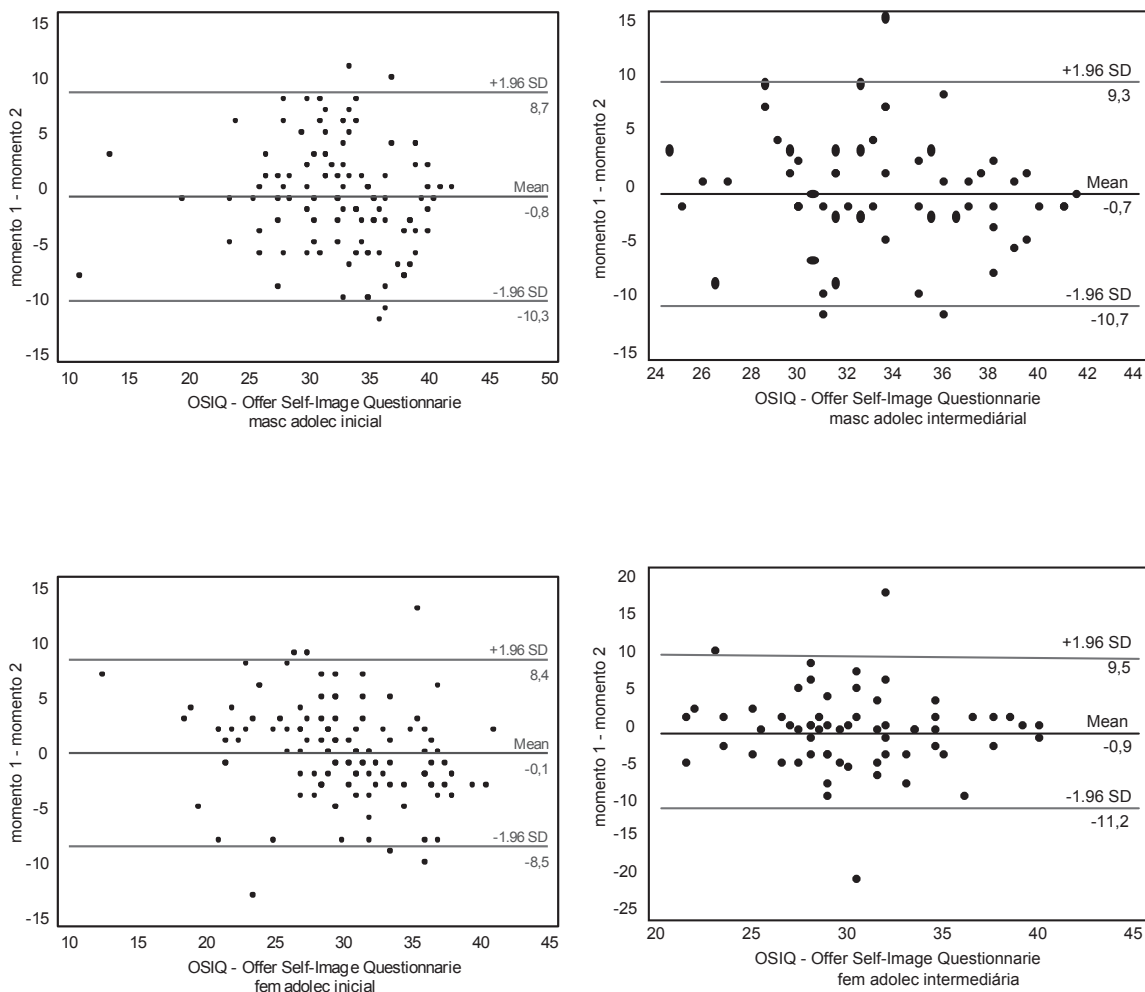 momento 1 - momento 2
15
10
5
0
-5
-10
-15
+1.96 SD
8,7
Mean
-0,8
-1.96 SD
-10,3
10 15 20 25 30 35 40 45 50
OSIQ - Offer Self-Image Questionnarie
masc adolec inicial
momento 1 - momento 2
15
10
5
0
-5
-10
-15
+1.96 SD
9,3
Mean
-0,7
-1.96 SD
-10,7
24 26 28 30 32 34 36 38 40 42 44
OSIQ - Offer Self-Image Questionnarie
masc adolec intermediárial
momento 1 - momento 2
15
10
5
0
-5
-10
-15
+1.96 SD
8,4
Mean
-0,1
-1.96 SD
-8,5
10 15 20 25 30 35 40 45
OSIQ - Offer Self-Image Questionnarie
fem adolec inicial
momento 1 - momento 2
20
15
10
5
0
-5
-10
-15
-20
-25
+1.96 SD
9,5
Mean
-0,9
-1.96 SD
-11,2
20 25 30 35 40 45
OSIQ - Offer Self-Image Questionnarie
fem adolec intermediária